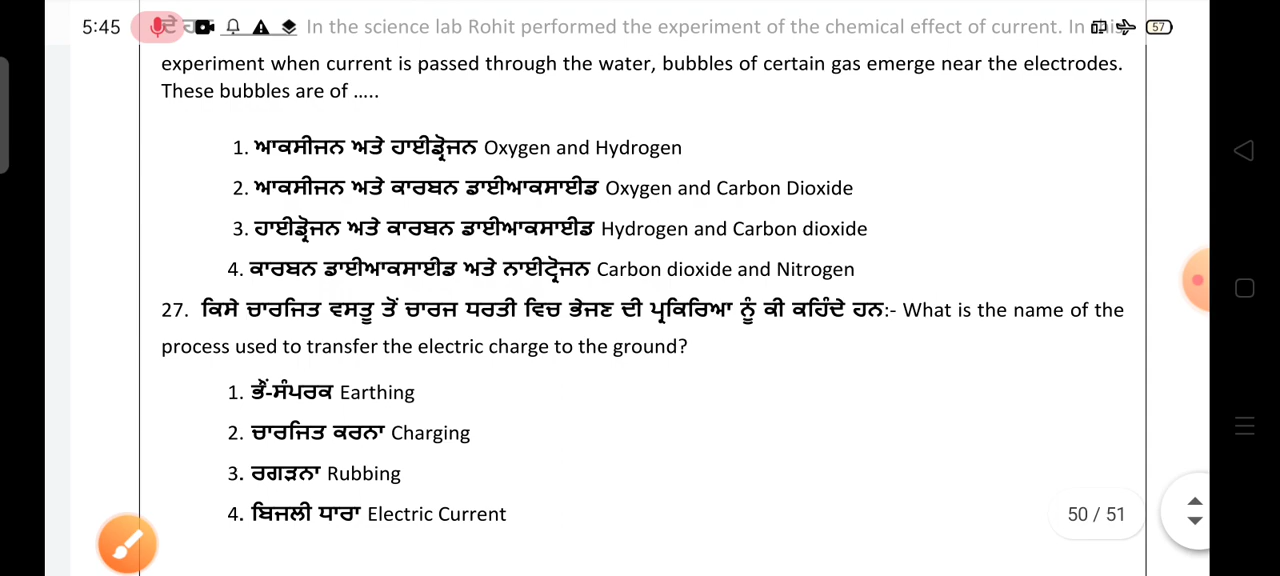 5:45 In the science lab Rohit performed the experiment of the chemical effect of current. In this 57
experiment when current is passed through the water, bubbles of certain gas emerge near the electrodes.
These bubbles are of .....
1. ਆਕਸੀਜਨ ਅਤੇ ਹਾਈਡ੍ਰੋਜਨ Oxygen and Hydrogen
2. ਆਕਸੀਜਨ ਅਤੇ ਕਾਰਬਨ ਡਾਈਆਕਸਾਈਡ Oxygen and Carbon Dioxide
3. ਹਾਈਡ੍ਰੋਜਨ ਅਤੇ ਕਾਰਬਨ ਡਾਈਆਕਸਾਈਡ Hydrogen and Carbon dioxide
4. ਕਾਰਬਨ ਡਾਈਆਕਸਾਈਡ ਅਤੇ ਨਾਈਟ੍ਰੋਜਨ Carbon dioxide and Nitrogen
27. ਕਿਸੇ ਚਾਰਜਿਤ ਵਸਤੂ ਤੋਂ ਚਾਰਜ ਧਰਤੀ ਵਿਚ ਭੇਜਣ ਦੀ ਪ੍ਰਕਿਰਿਆ ਨੂੰ ਕੀ ਕਹਿੰਦੇ ਹਨ:- What is the name of the
process used to transfer the electric charge to the ground?
1. ਭੌਂ-ਸੰਪਰਕ Earthing
2. ਚਾਰਜਿਤ ਕਰਨਾ Charging
3. ਰਗੜਨਾ Rubbing
4. ਬਿਜਲੀ ਧਾਰਾ Electric Current
50 / 51